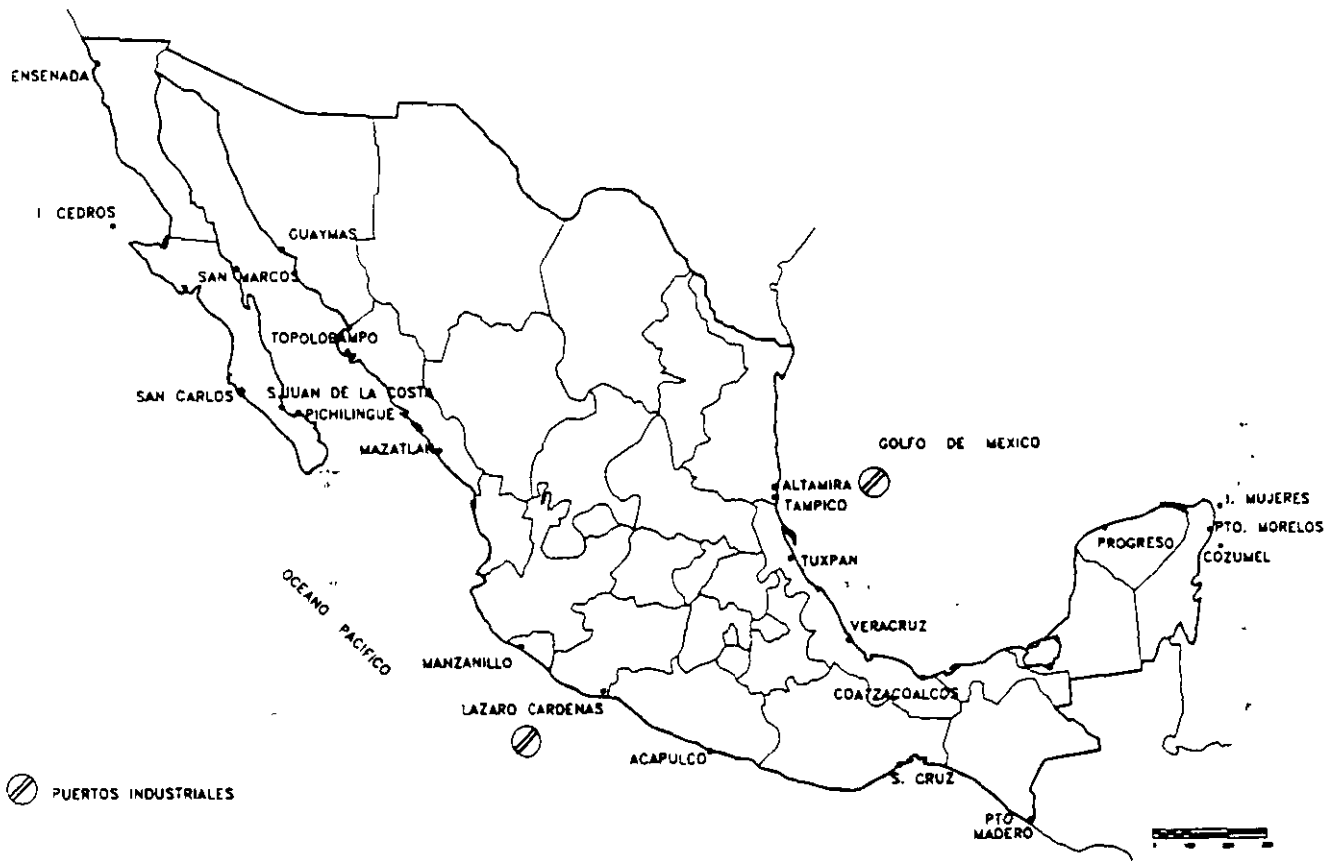 ENSENADA
I CEDROS
GUAYMAS
SAN MARCOS
TOPOLOBAMPO
SAN CARLOS
S.JUAN DE LA COSTA
PICHILINGUE
MAZATLAN
GOLFO DE MEXICO
ALTAMIRA
TAMPICO
I. MUJERES
PTO. MORELOS
PROGRESO
COZUMEL
TUXPAN
OCEANO PACIFICO
VERACRUZ
MANZANILLO
COATZACOALCOS
LAZARO CARDENAS
ACAPULCO
S. CRUZ
PUERTOS INDUSTRIALES
PTO
MADERO